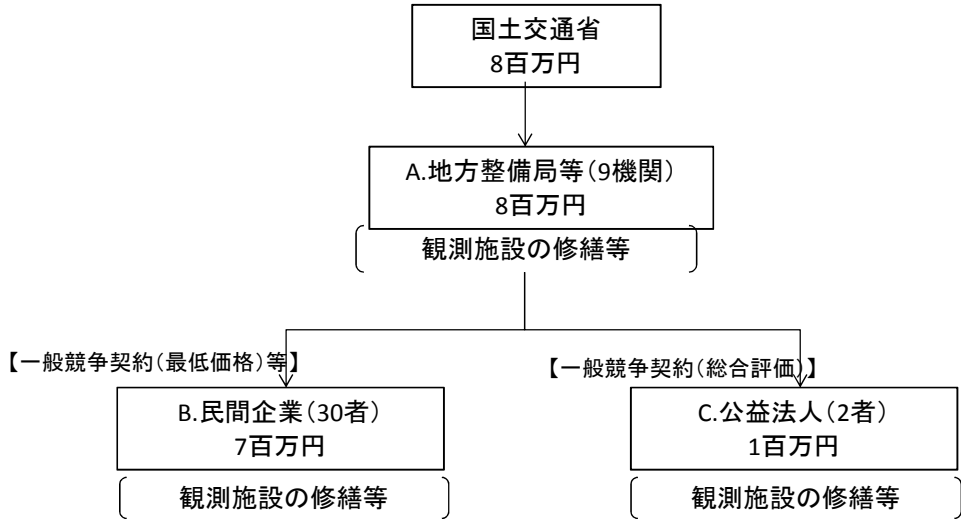 国土交通省
8百万円
A.地方整備局等(9機関)
8百万円
観測施設の修繕等
【一般競争契約(最低価格)等】
【一般競争契約(総合評価)】
B.民間企業(30者)
7百万円
C.公益法人(2者)
1百万円
観測施設の修繕等
観測施設の修繕等